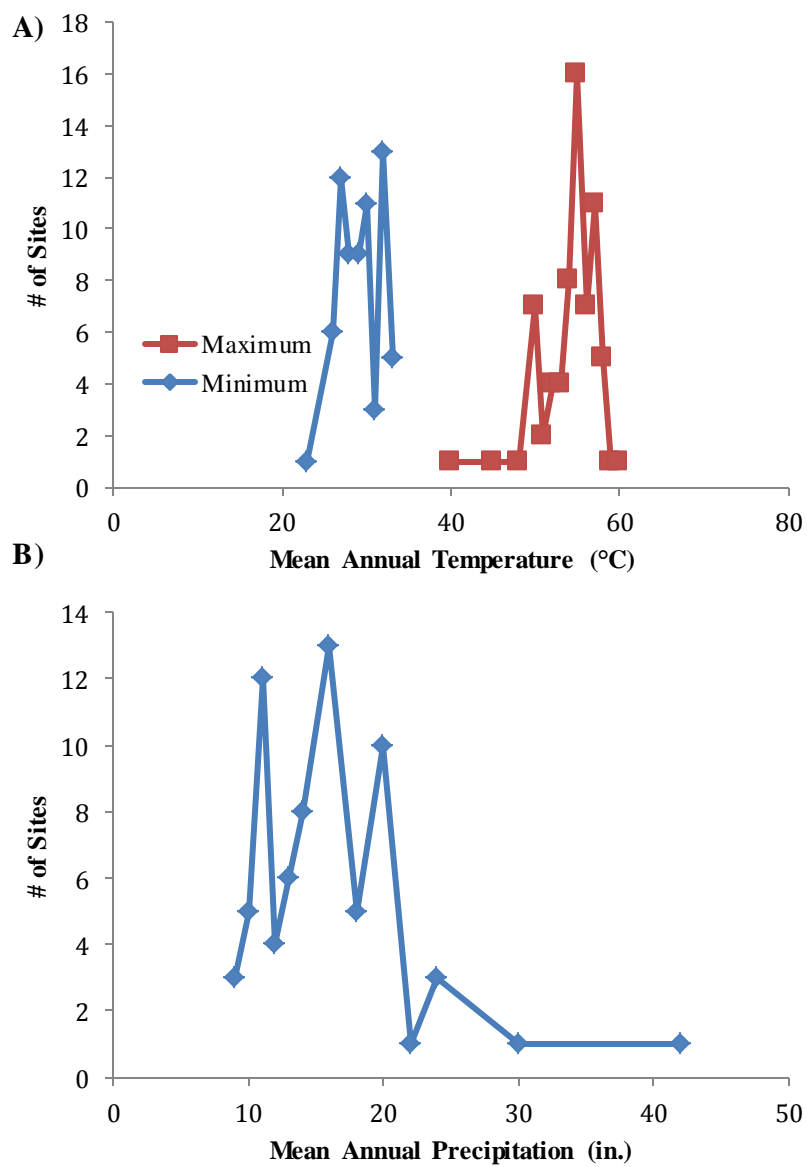 A)
18
16
14
12
10
8
6
4
2
0
# of Sites
Maximum
Minimum
0 20 40 60 80
Mean Annual Temperature (°C)
B)
14
12
10
8
6
4
2
0
# of Sites
0 10 20 30 40 50
Mean Annual Precipitation (in.)